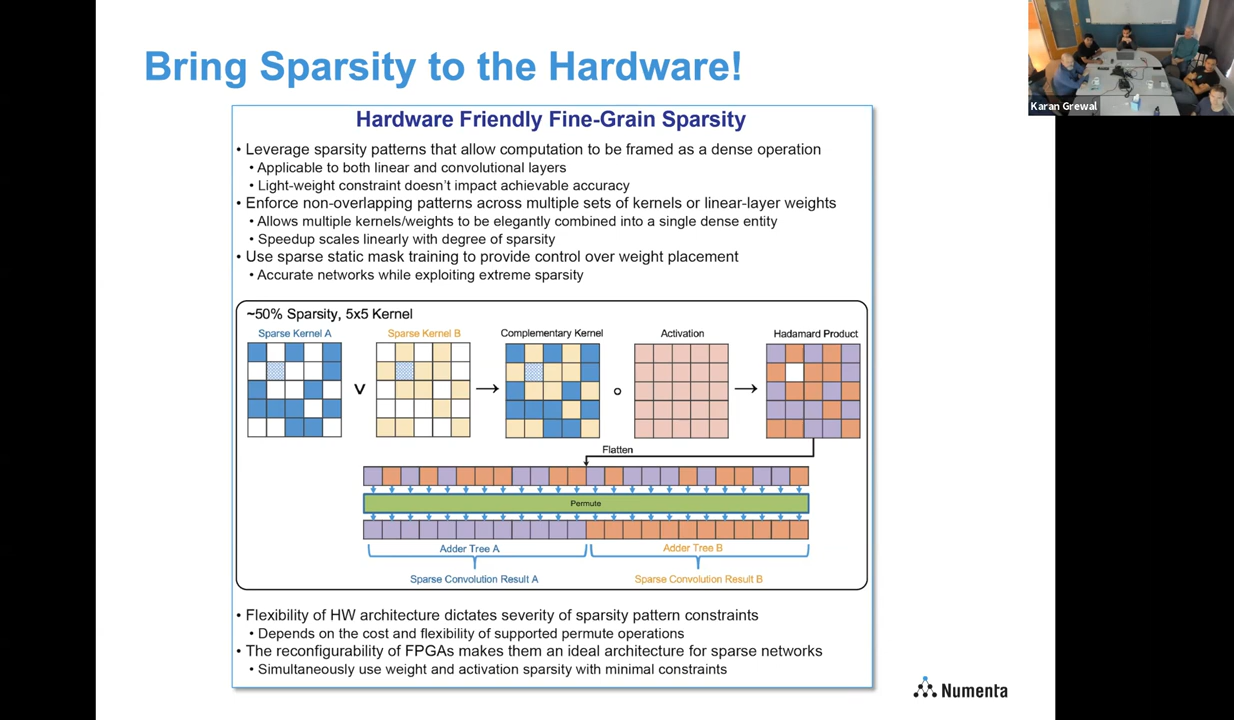 Bring Sparsity to the Hardware!
Karan Grewal
Hardware Friendly Fine-Grain Sparsity
• Leverage sparsity patterns that allow computation to be framed as a dense operation
• Applicable to both linear and convolutional layers
• Light-weight constraint doesn't impact achievable accuracy
• Enforce non-overlapping patterns across multiple sets of kernels or linear-layer weights
• Allows multiple kernels/weights to be elegantly combined into a single dense entity
• Speedup scales linearly with degree of sparsity
• Use sparse static mask training to provide control over weight placement
• Accurate networks while exploiting extreme sparsity
~50% Sparsity, 5x5 Kernel
Sparse Kernel A
Sparse Kernel B
Complementary Kernel
Activation
Hadamard Product
v
Flatten
Permute
Adder Tree A
Adder Tree B
Sparse Convolution Result A
Sparse Convolution Result B
• Flexibility of HW architecture dictates severity of sparsity pattern constraints
• Depends on the cost and flexibility of supported permute operations
• The reconfigurability of FPGAs makes them an ideal architecture for sparse networks
• Simultaneously use weight and activation sparsity with minimal constraints
Numenta